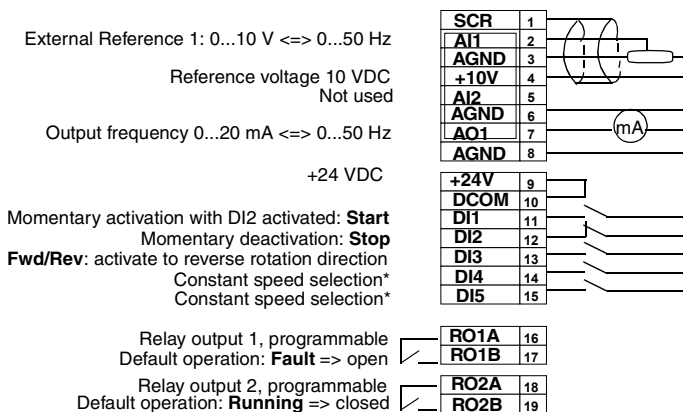 SCR 1
External Reference 1: 0...10 V <=> 0...50 Hz AI1 2
AGND 3
Reference voltage 10 VDC +10V 4
Not used AI2 5
AGND 6
Output frequency 0...20 mA <=> 0...50 Hz AO1 7 mA
AGND 8
+24 VDC +24V 9
DCOM 10
Momentary activation with DI2 activated: Start DI1 11
Momentary deactivation: Stop DI2 12
Fwd/Rev: activate to reverse rotation direction DI3 13
Constant speed selection* DI4 14
Constant speed selection* DI5 15
Relay output 1, programmable RO1A 16
Default operation: Fault => open RO1B 17
Relay output 2, programmable RO2A 18
Default operation: Running => closed RO2B 19